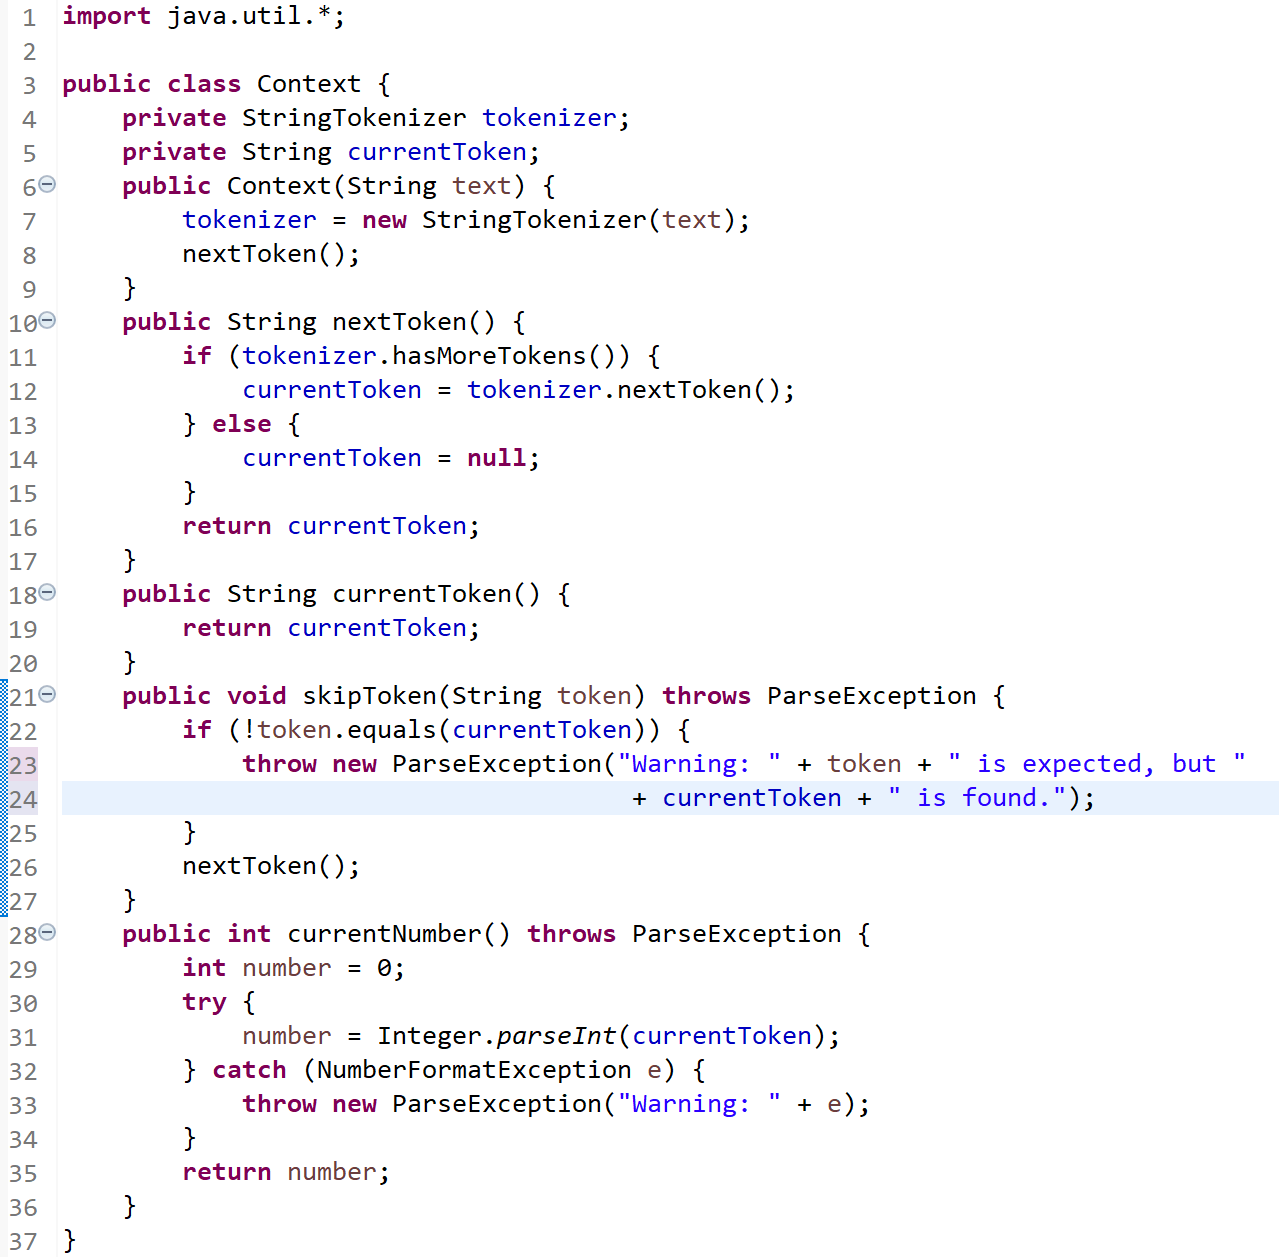 1 import java.util.*;
2
3 public class Context {
4     private StringTokenizer tokenizer;
5     private String currentToken;
6     public Context(String text) {
7         tokenizer = new StringTokenizer(text);
8         nextToken();
9     }
10     public String nextToken() {
11         if (tokenizer.hasMoreTokens()) {
12             currentToken = tokenizer.nextToken();
13         } else {
14             currentToken = null;
15         }
16         return currentToken;
17     }
18     public String currentToken() {
19         return currentToken;
20     }
21     public void skipToken(String token) throws ParseException {
22         if (!token.equals(currentToken)) {
23             throw new ParseException("Warning: " + token + " is expected, but "
24                                       + currentToken + " is found.");
25         }
26         nextToken();
27     }
28     public int currentNumber() throws ParseException {
29         int number = 0;
30         try {
31             number = Integer.parseInt(currentToken);
32         } catch (NumberFormatException e) {
33             throw new ParseException("Warning: " + e);
34         }
35         return number;
36     }
37 }